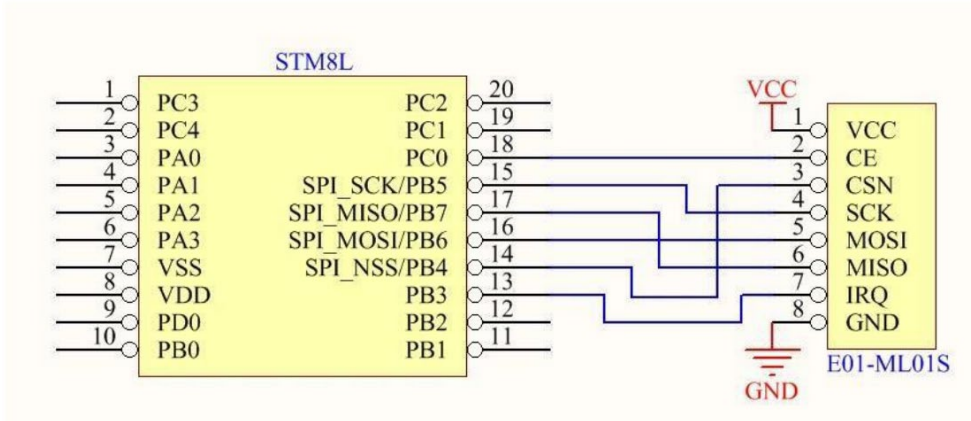 STM8L
1 PC3 PC2 20
2 PC4 PC1 19
3 PA0 PC0 18
4 PA1 SPI_SCK/PB5 15
5 PA2 SPI_MISO/PB7 17
6 PA3 SPI_MOSI/PB6 16
7 VSS SPI_NSS/PB4 14
8 VDD PB3 13
9 PD0 PB2 12
10 PB0 PB1 11
VCC
1 VCC
2 CE
3 CSN
4 SCK
5 MOSI
6 MISO
7 IRQ
8 GND
E01-ML01S
GND